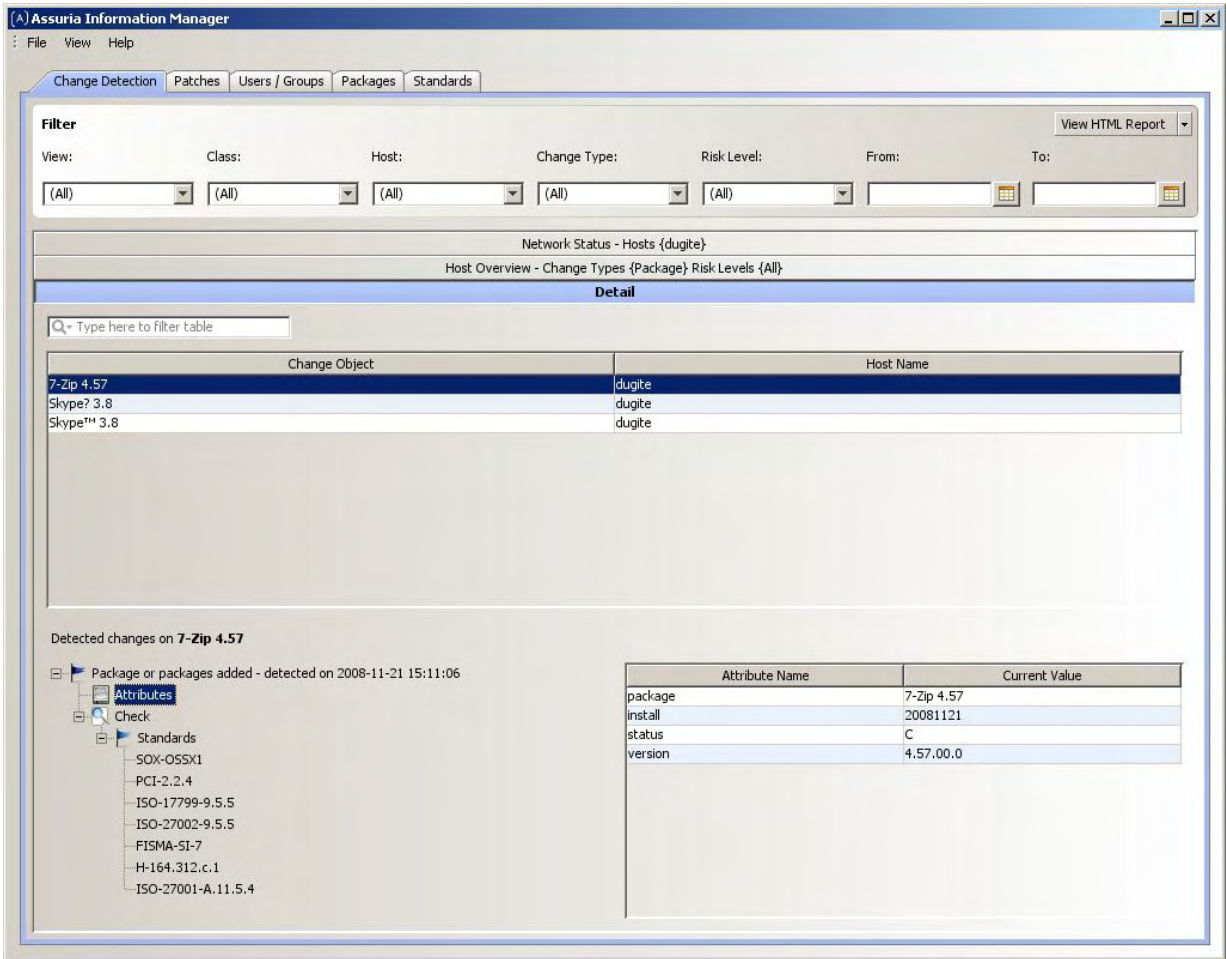 (A) Assuria Information Manager
File View Help
Change Detection Patches Users / Groups Packages Standards
Filter
View HTML Report
View: Class: Host: Change Type: Risk Level: From: To:
(All) (All) (All) (All) (All)
Network Status - Hosts {dugite}
Host Overview - Change Types {Package} Risk Levels {All}
Detail
Type here to filter table
Change Object Host Name
7-Zip 4.57 dugite
Skype? 3.8 dugite
Skype™ 3.8 dugite
Detected changes on 7-Zip 4.57
Package or packages added - detected on 2008-11-21 15:11:06
Attributes
Check
Standards
SOX-OSSX1
PCI-2.2.4
ISO-17799-9.5.5
ISO-27002-9.5.5
FISMA-SI-7
H-164.312.c.1
ISO-27001-A.11.5.4
Attribute Name Current Value
package 7-Zip 4.57
install 20081121
status C
version 4.57.00.0